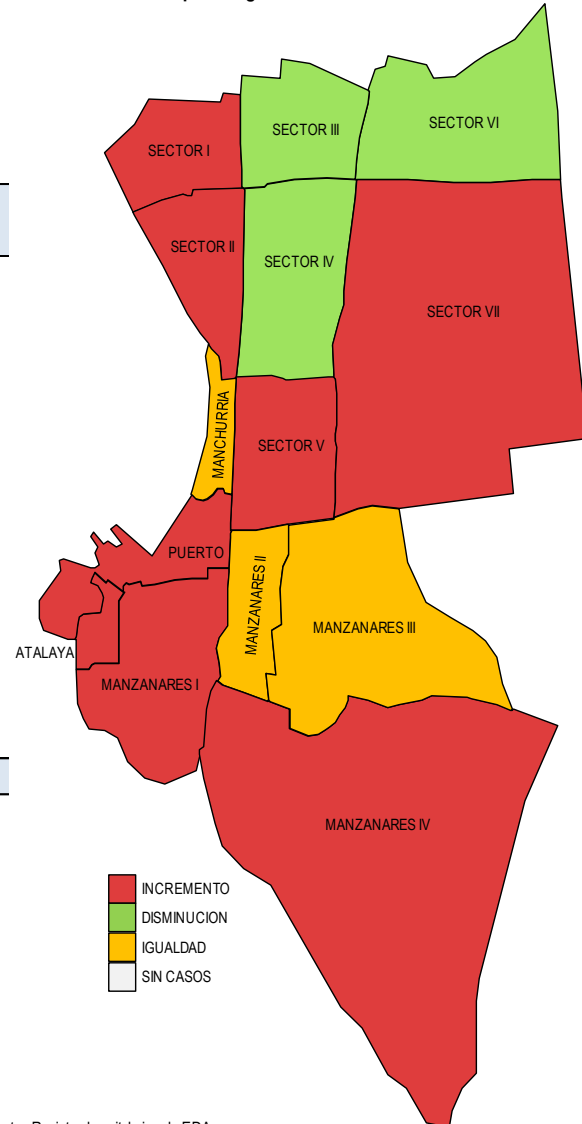 SECTOR III
SECTOR VI
SECTOR I
SECTOR II
SECTOR IV
SECTOR VII
MANCHURRIA
SECTOR V
PUERTO
MANZANARES II
MANZANARES III
ATALAYA
MANZANARES I
MANZANARES IV
INCREMENTO
DISMINUCION
IGUALDAD
SIN CASOS